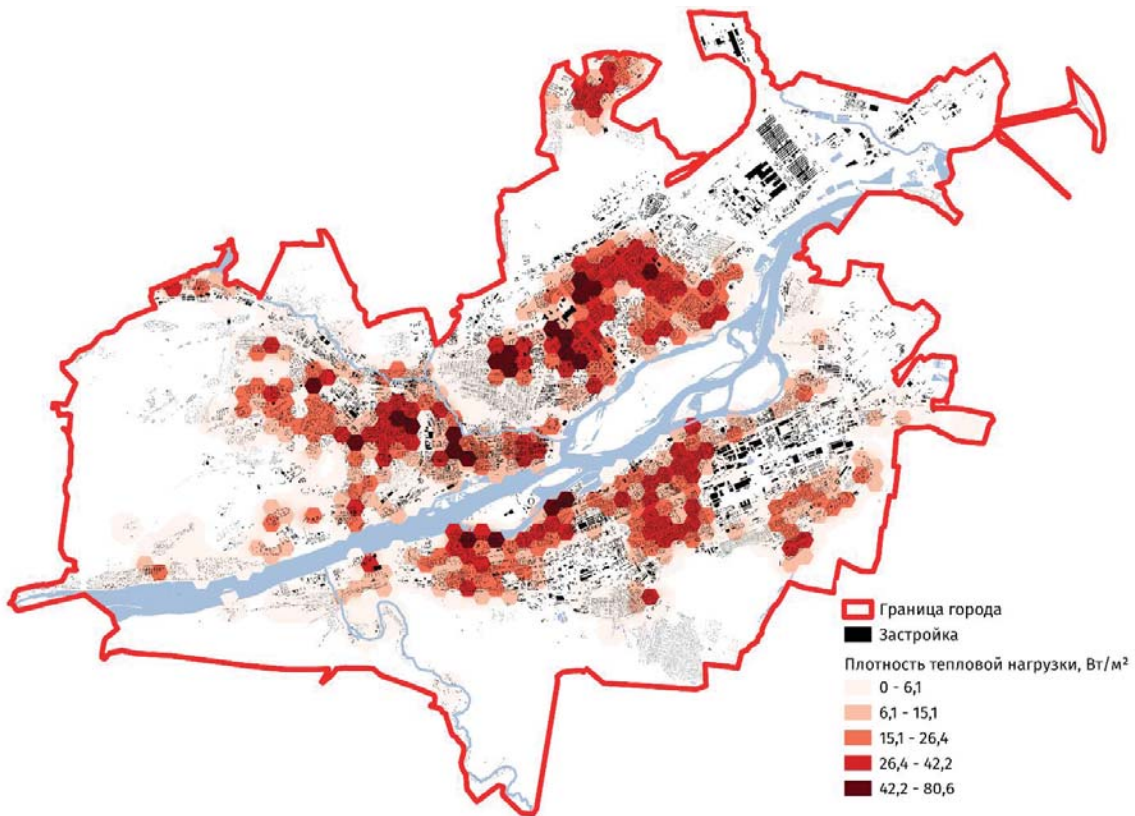 Граница города
Застройка
Плотность тепловой нагрузки, Вт/м²
0 - 6,1
6,1 - 15,1
15,1 - 26,4
26,4 - 42,2
42,2 - 80,6